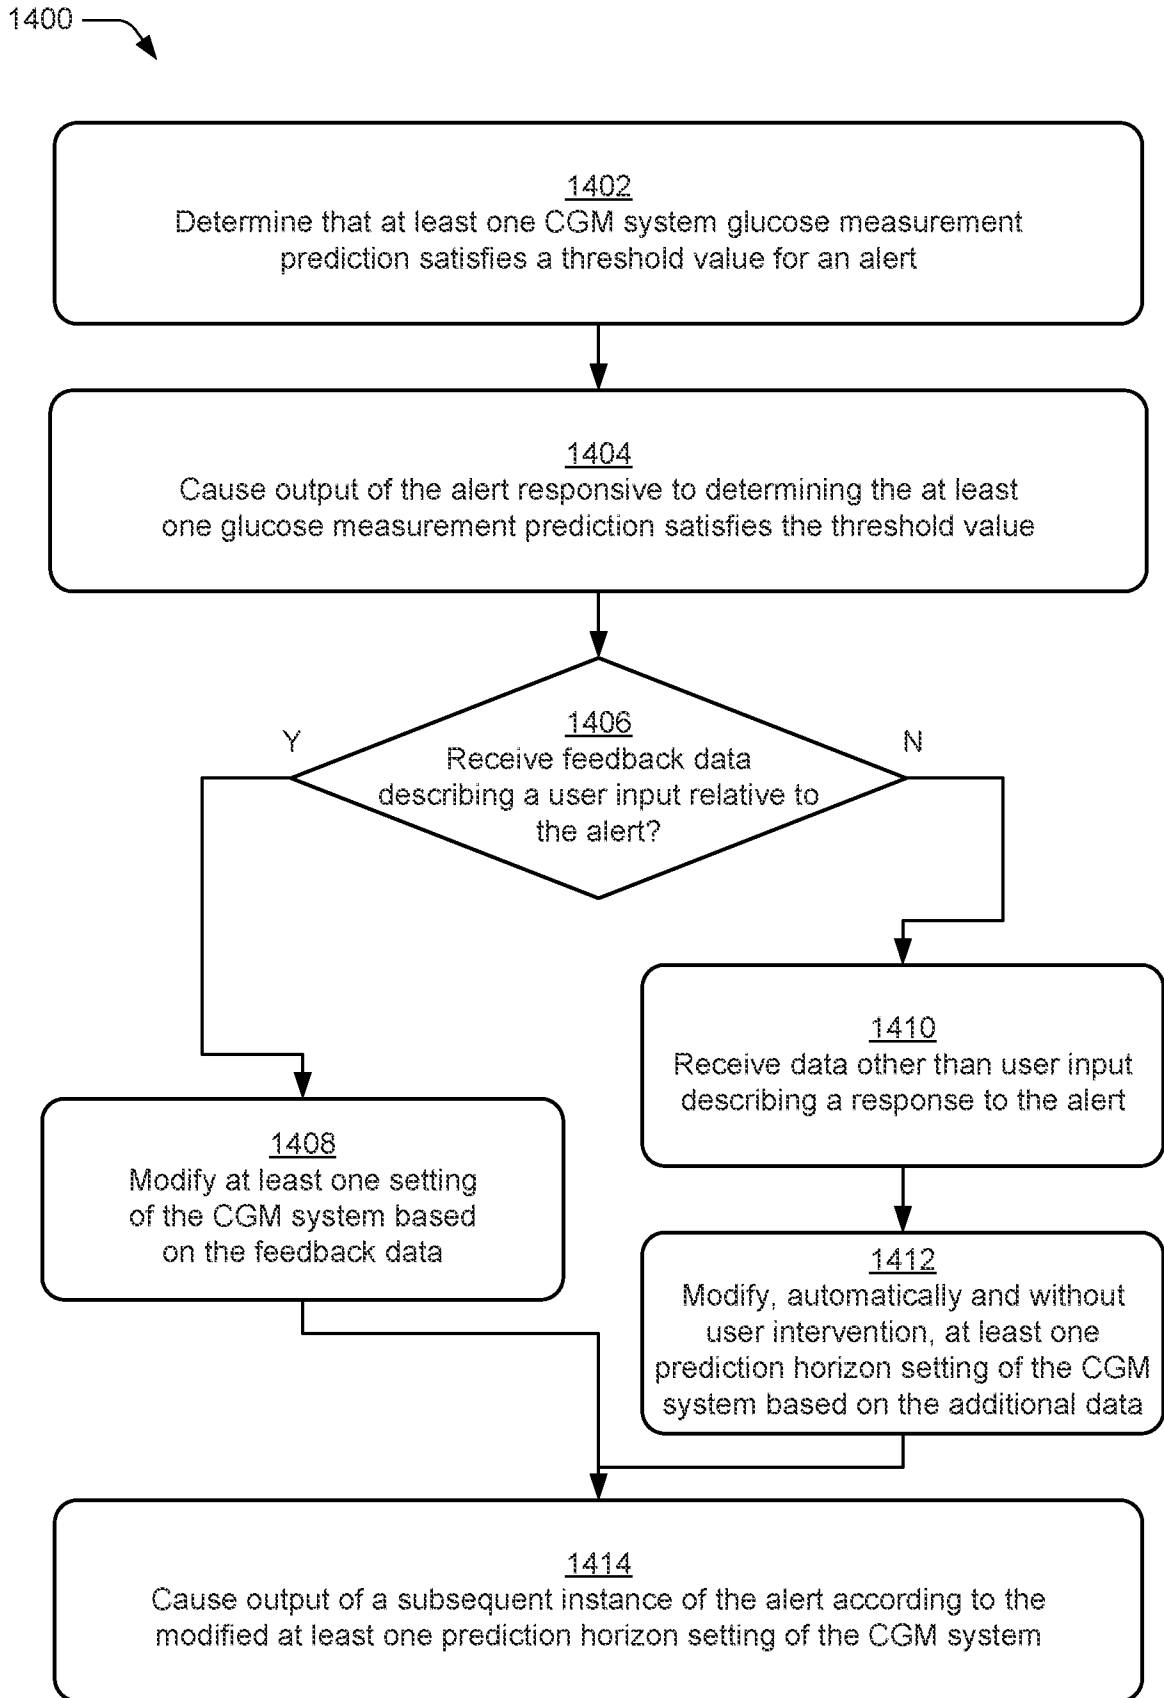 1400
1402
Determine that at least one CGM system glucose measurement
prediction satisfies a threshold value for an alert
1404
Cause output of the alert responsive to determining the at least
one glucose measurement prediction satisfies the threshold value
1406
Receive feedback data
describing a user input relative to
the alert?
Y
N
1410
Receive data other than user input
describing a response to the alert
1408
Modify at least one setting
of the CGM system based
on the feedback data
1412
Modify, automatically and without
user intervention, at least one
prediction horizon setting of the CGM
system based on the additional data
1414
Cause output of a subsequent instance of the alert according to the
modified at least one prediction horizon setting of the CGM system